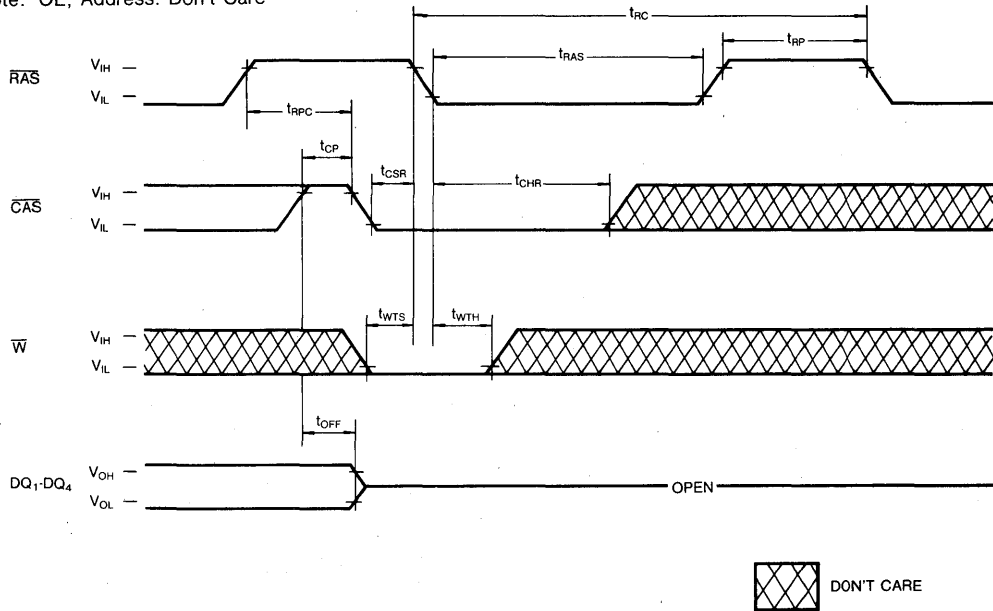 OE, Address: Don't Care
tRC
tRAS
tRP
RAS
VIH
VIL
tRPC
tCP
tCSR
tCHR
CAS
VIH
VIL
tWTS
tWTH
W
VIH
VIL
tOFF
DQ1-DQ4
VOH
VOL
OPEN
DON'T CARE